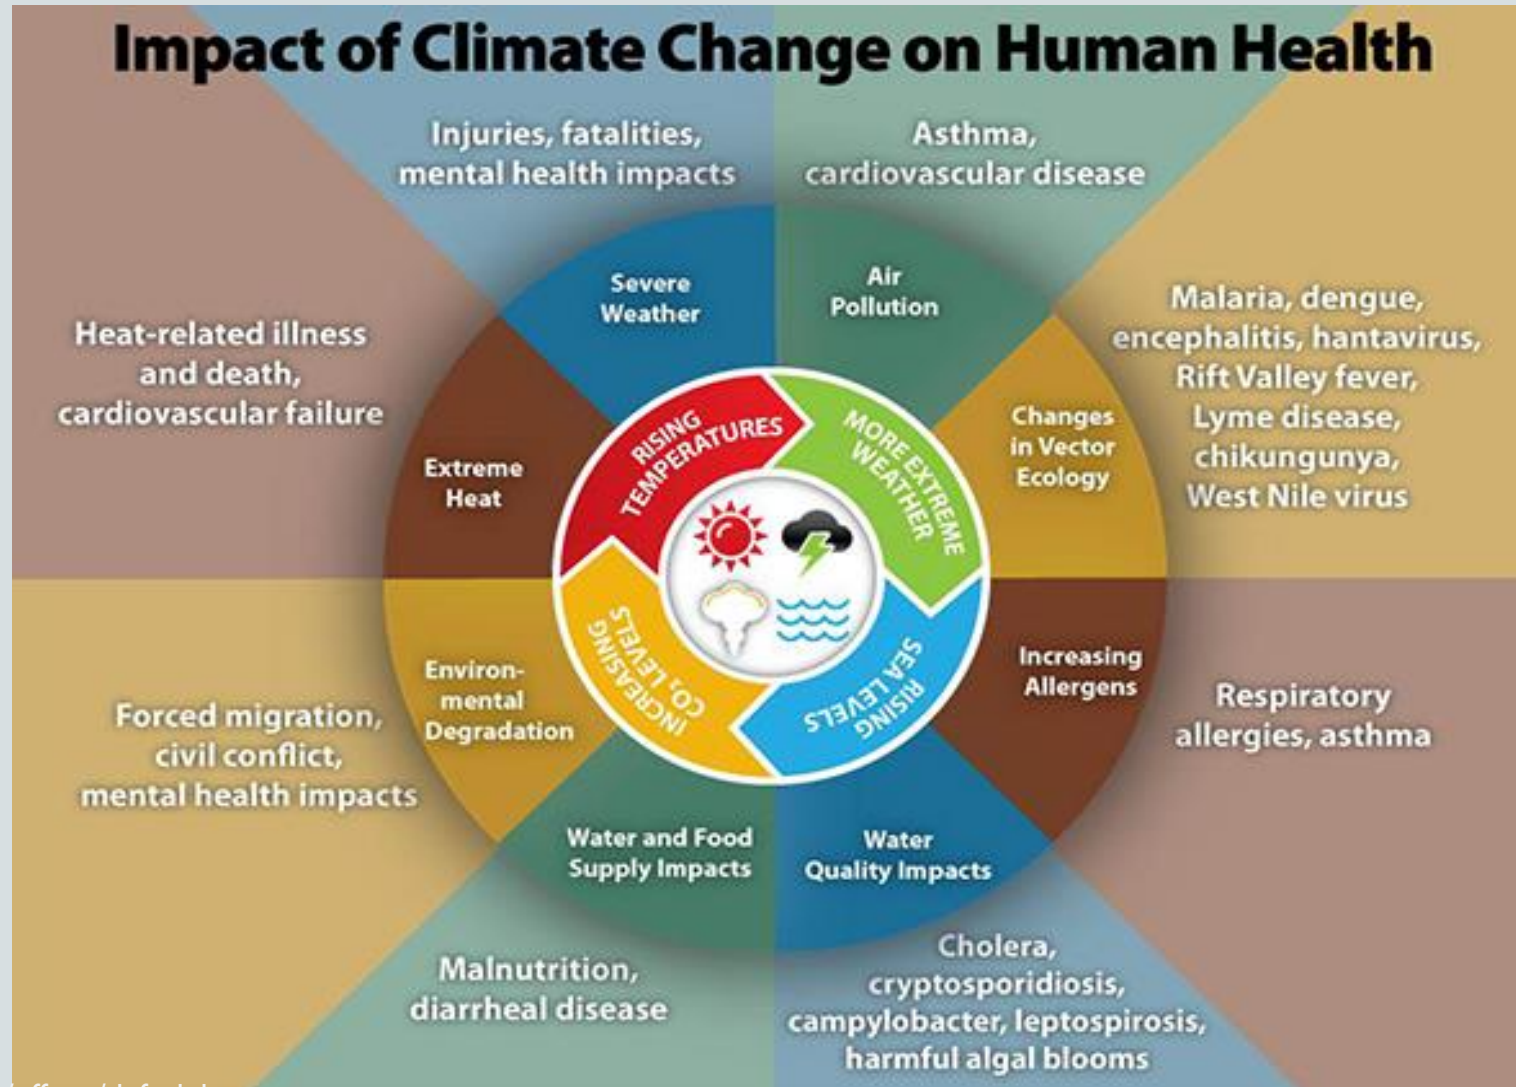 Impact of Climate Change on Human Health
Injuries, fatalities,
mental health impacts
Asthma,
cardiovascular disease
Severe
Weather
Air
Pollution
Malaria, dengue,
encephalitis, hantavirus,
Rift Valley fever,
Lyme disease,
chikungunya,
West Nile virus
Heat-related illness
and death,
cardiovascular failure
Extreme
Heat
Changes
in Vector
Ecology
RISING
TEMPERATURES
MORE EXTREME
WEATHER
RISING
SEA LEVELS
INCREASING
CO₂ LEVELS
Environ-
mental
Degradation
Increasing
Allergens
Forced migration,
civil conflict,
mental health impacts
Respiratory
allergies, asthma
Water and Food
Supply Impacts
Water
Quality Impacts
Malnutrition,
diarrheal disease
Cholera,
cryptosporidiosis,
campylobacter, leptospirosis,
harmful algal blooms